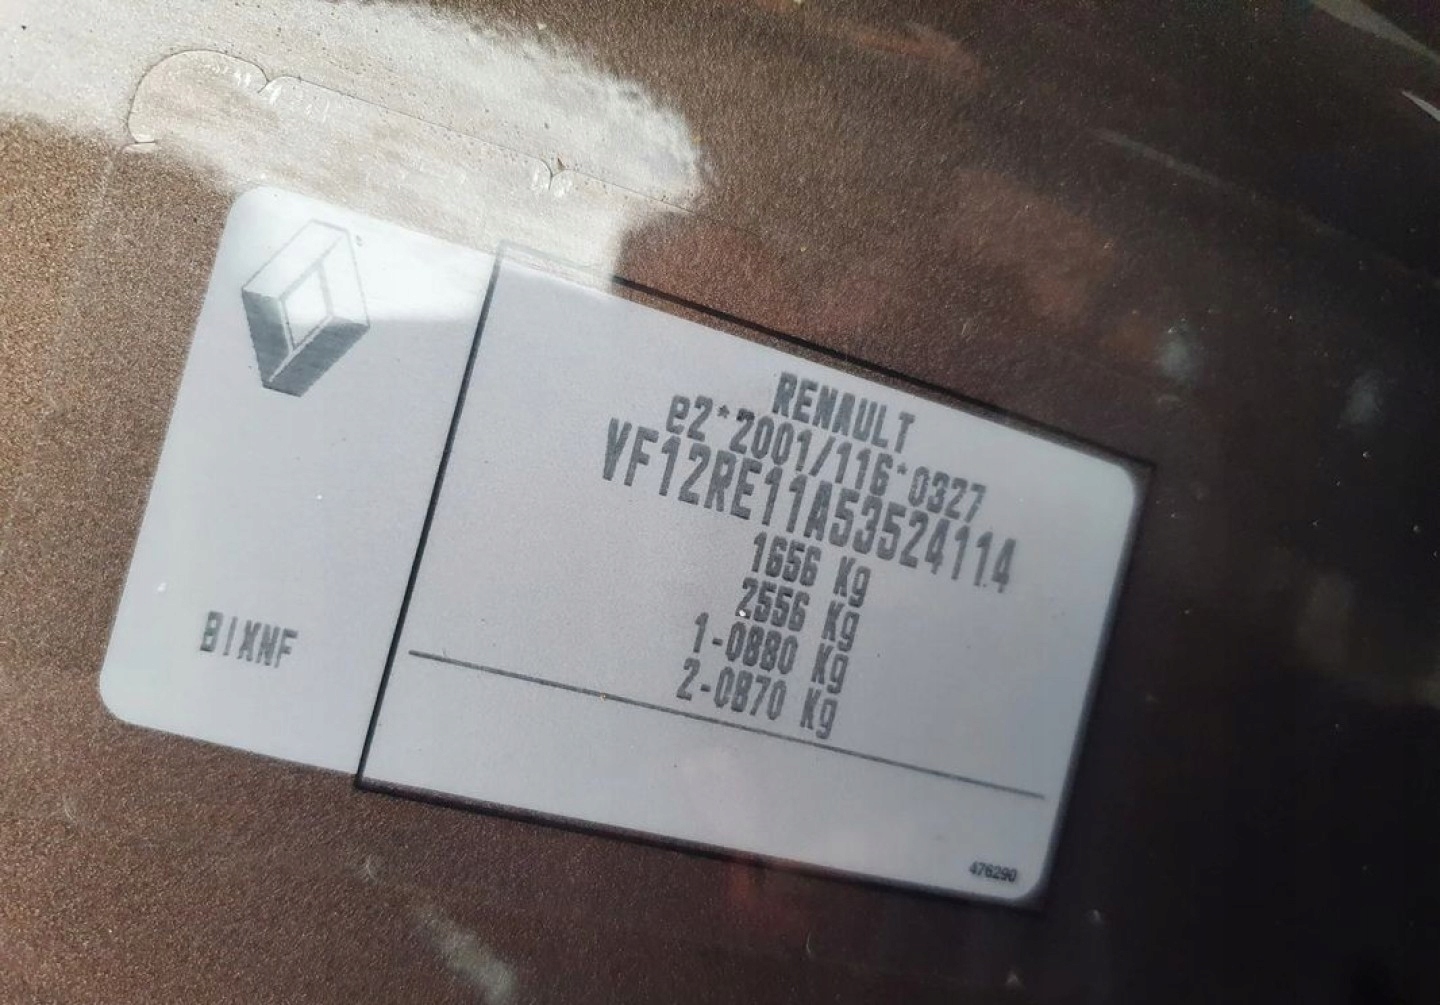 RENAULT
e2*2001/116*0327
VF12RE11A53524114
1656 Kg
2556 Kg
1-0880 Kg
2-0870 Kg
BIXNF
476290